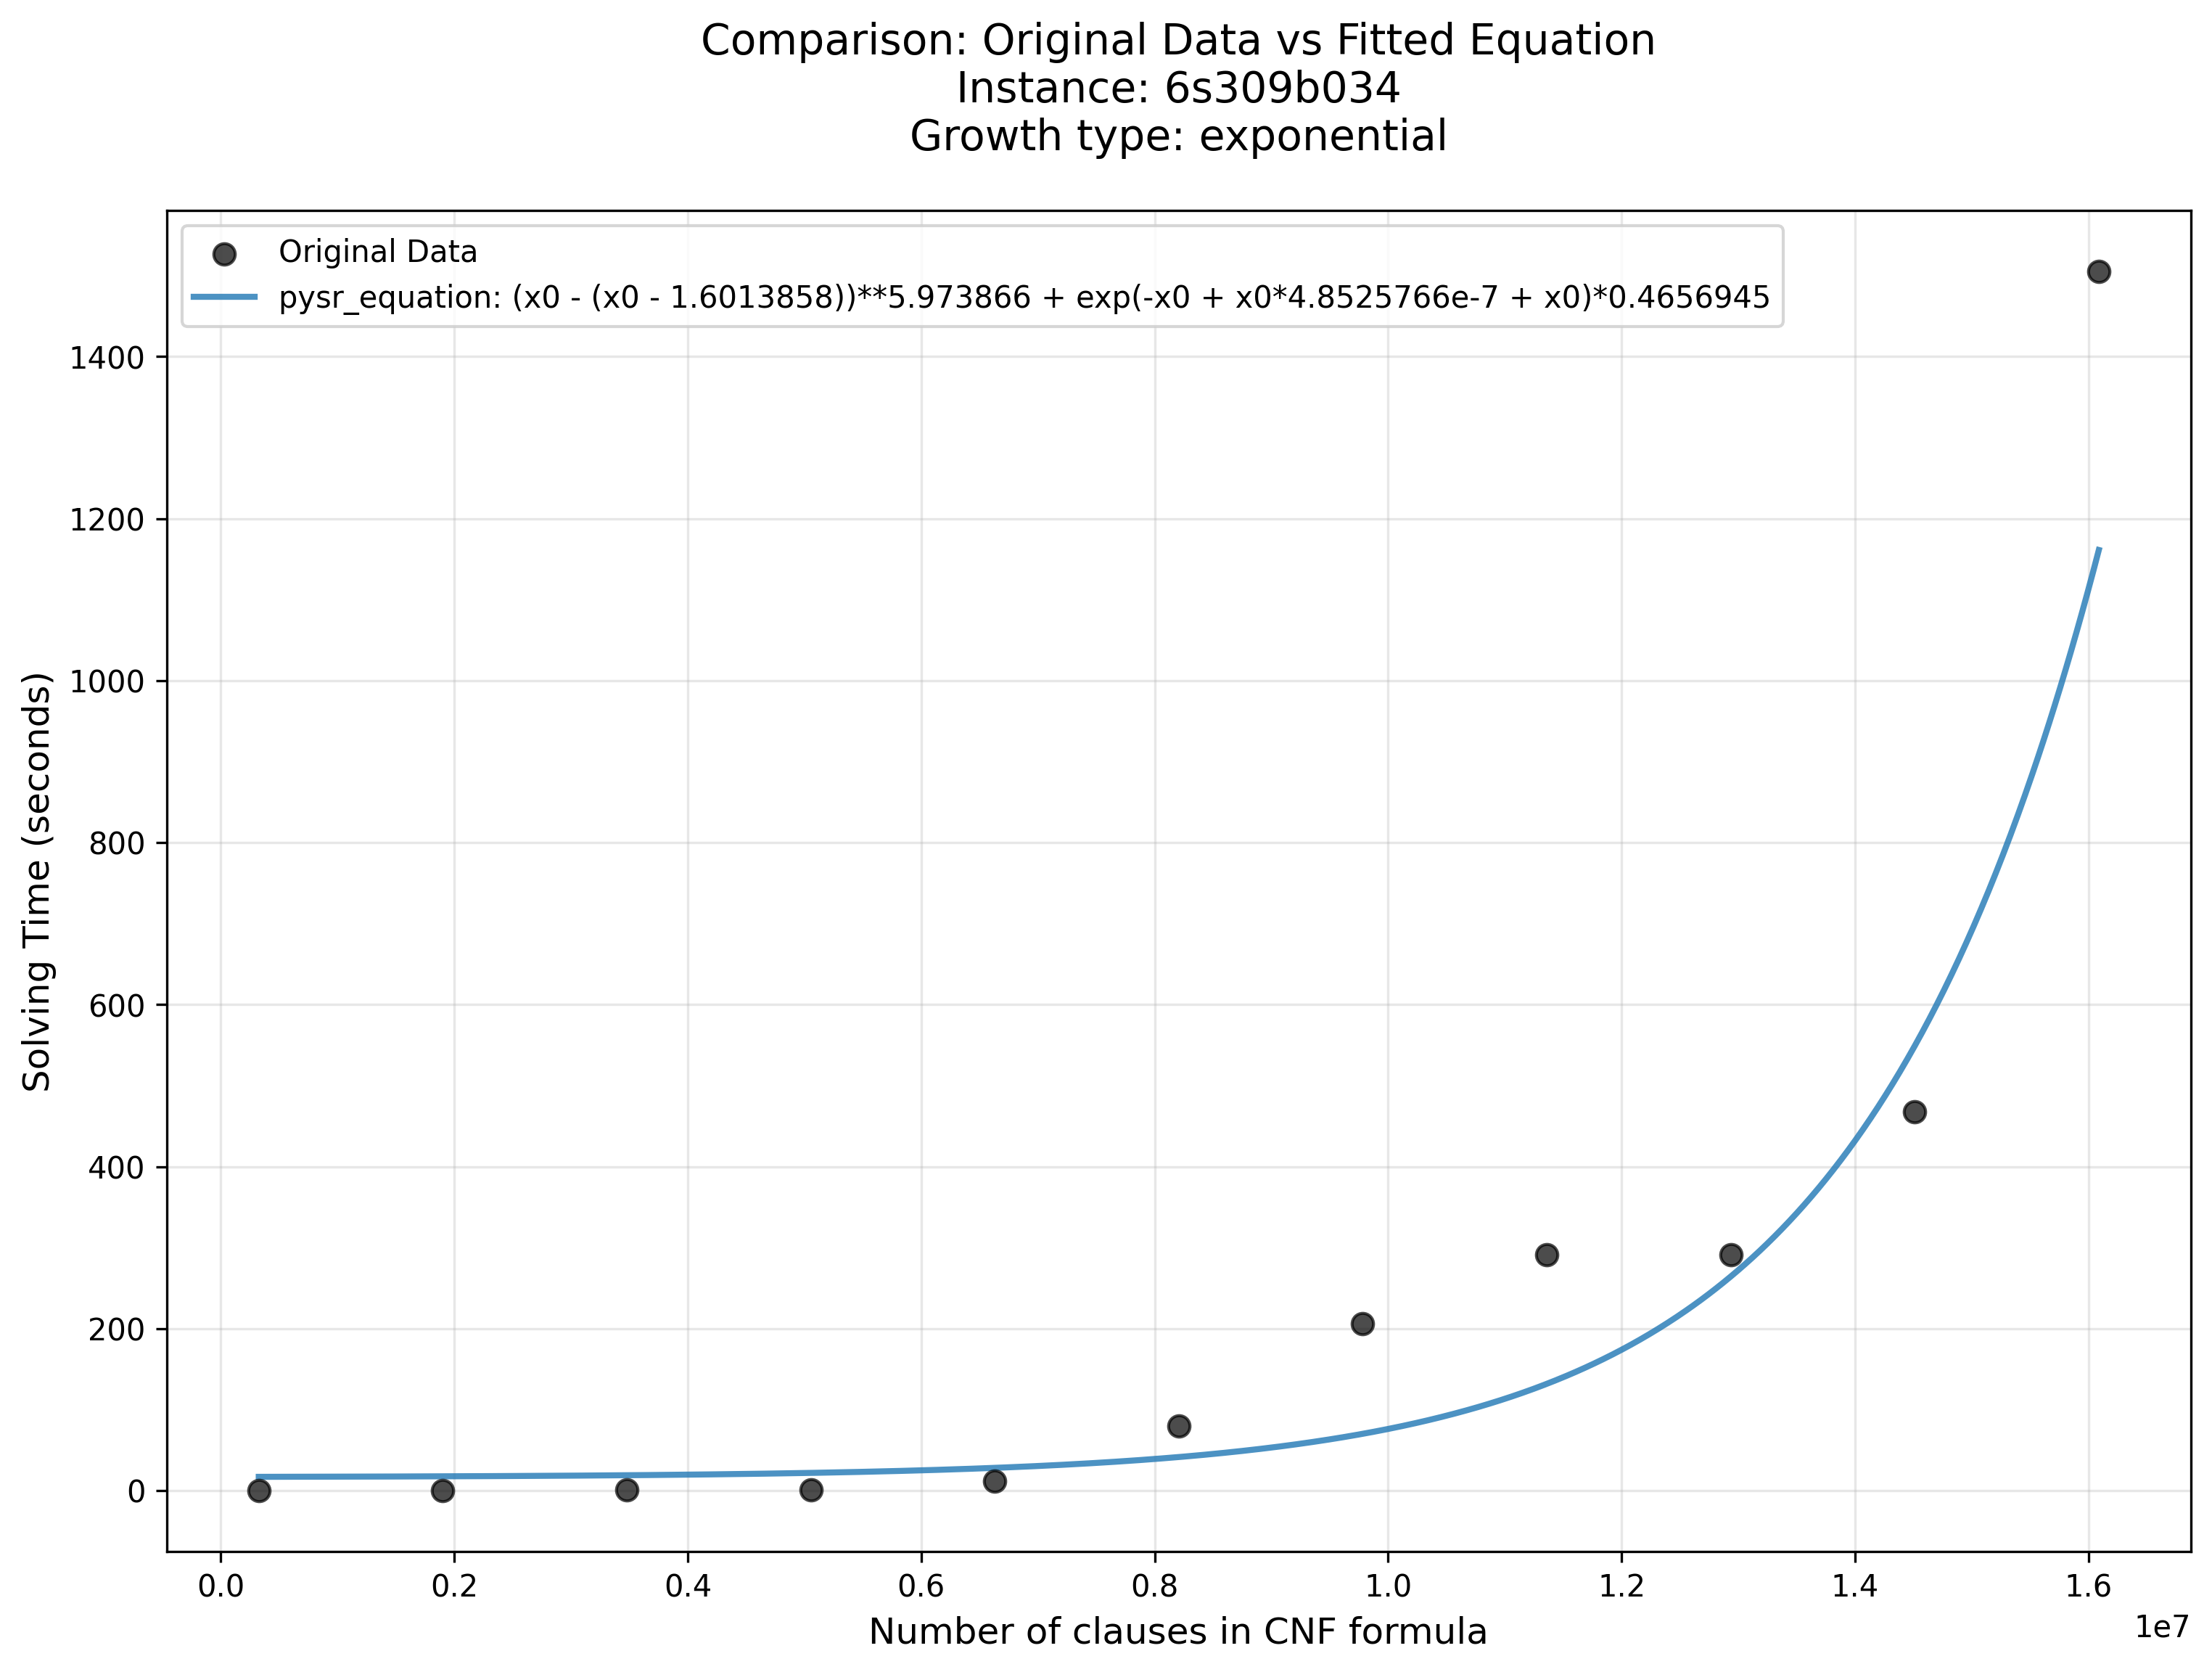 Comparison: Original Data vs Fitted Equation
Instance: 6s309b034
Growth type: exponential
Original Data
pysr_equation: (x0 - (x0 - 1.6013858))**5.973866 + exp(-x0 + x0*4.8525766e-7 + x0)*0.4656945
Solving Time (seconds)
1400
1200
1000
800
600
400
200
0
0.0 0.2 0.4 0.6 0.8 1.0 1.2 1.4 1.6
1e7
Number of clauses in CNF formula